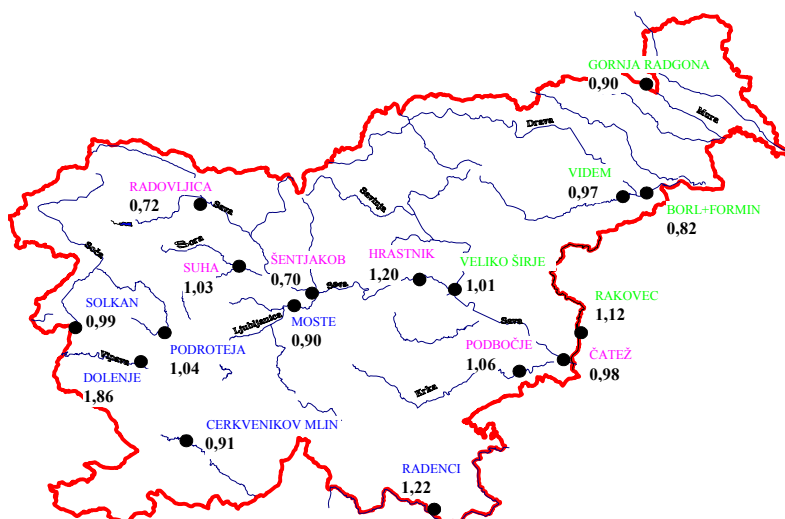 GORNJA RADGONA
0,90
Mura
Drava
VIDEM
0,97
BORL+FORMIN
0,82
RADOVLJICA
0,72
Sava
Savinja
Sora
Soča
SUHA
1,03
ŠENTJAKOB
0,70
Sava
HRASTNIK
1,20
VELIKO ŠIRJE
1,01
SOLKAN
0,99
Ljubljanica
MOSTE
0,90
Sava
RAKOVEC
1,12
PODROTEJA
1,04
Vipava
DOLENJE
1,86
PODBOČJE
1,06
ČATEŽ
0,98
Krka
CERKVENIKOV MLIN
0,91
RADENCI
1,22